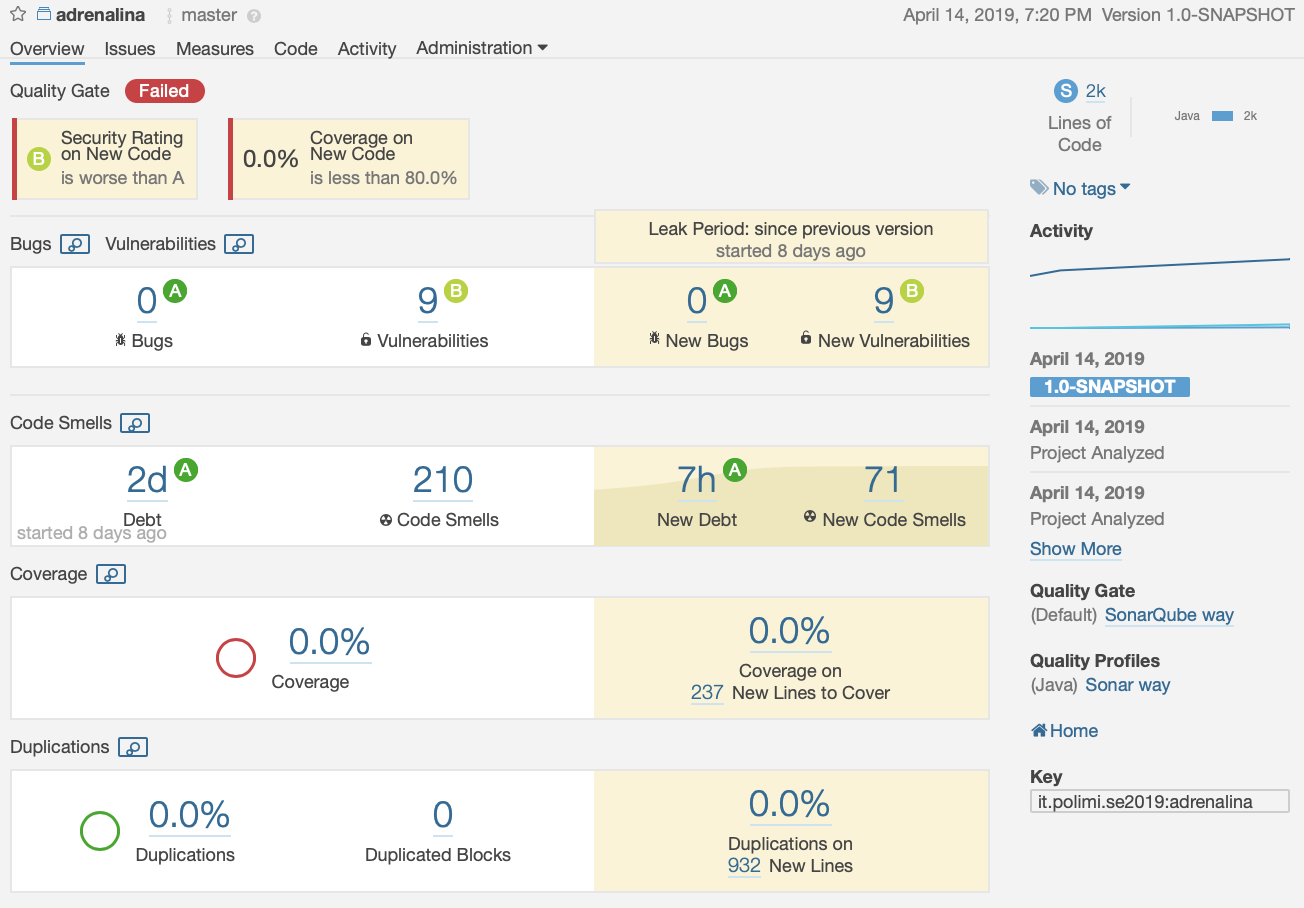 adrenalina master ? April 14, 2019, 7:20 PM Version 1.0-SNAPSHOT
Overview Issues Measures Code Activity Administration
Quality Gate Failed
B Security Rating on New Code is worse than A
0.0% Coverage on New Code is less than 80.0%
Leak Period: since previous version
started 8 days ago
Bugs Vulnerabilities
0 A Bugs
9 B Vulnerabilities
0 A New Bugs
9 B New Vulnerabilities
Code Smells
2d A Debt
started 8 days ago
210 Code Smells
7h A New Debt
71 New Code Smells
Coverage
0.0%
Coverage
0.0%
Coverage on
237 New Lines to Cover
Duplications
0.0%
Duplications
0
Duplicated Blocks
0.0%
Duplications on
932 New Lines
S 2k
Lines of
Code
Java 2k
No tags
Activity
April 14, 2019
1.0-SNAPSHOT
April 14, 2019
Project Analyzed
April 14, 2019
Project Analyzed
Show More
Quality Gate
(Default) SonarQube way
Quality Profiles
(Java) Sonar way
Home
Key
it.polimi.se2019:adrenalina